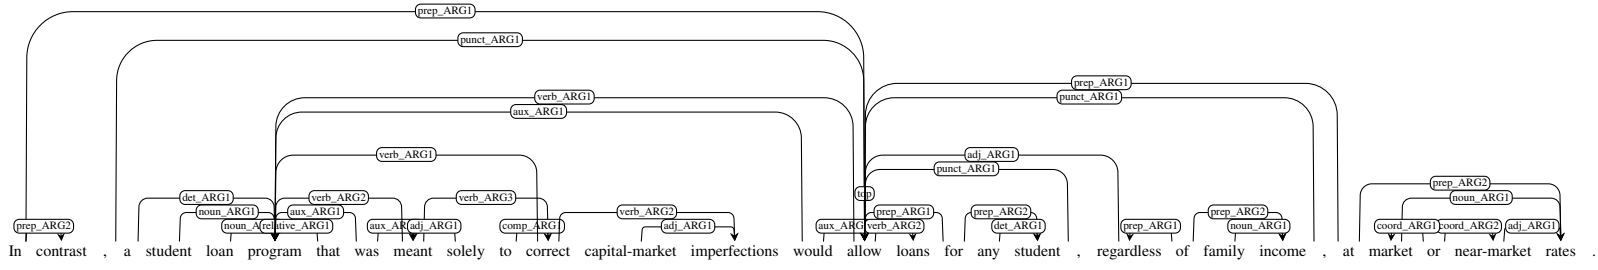 prep_ARG1
punct_ARG1
prep_ARG1
verb_ARG1 punct_ARG1
aux_ARG1
verb_ARG1 adj_ARG1
punct_ARG1
prep_ARG2
top
det_ARG1 verb_ARG2 verb_ARG3 noun_ARG1
noun_ARG1 aux_ARG1 verb_ARG2 prep_ARG1 prep_ARG2 prep_ARG2
prep_ARG2 relative_ARG1 adj_ARG1 comp_ARG1 adj_ARG1 verb_ARG2 det_ARG1 prep_ARG1 noun_ARG1 coord_ARG1 coord_ARG2 adj_ARG1
In contrast , a student loan program that was meant solely to correct capital-market imperfections would allow loans for any student , regardless of family income , at market or near-market rates .